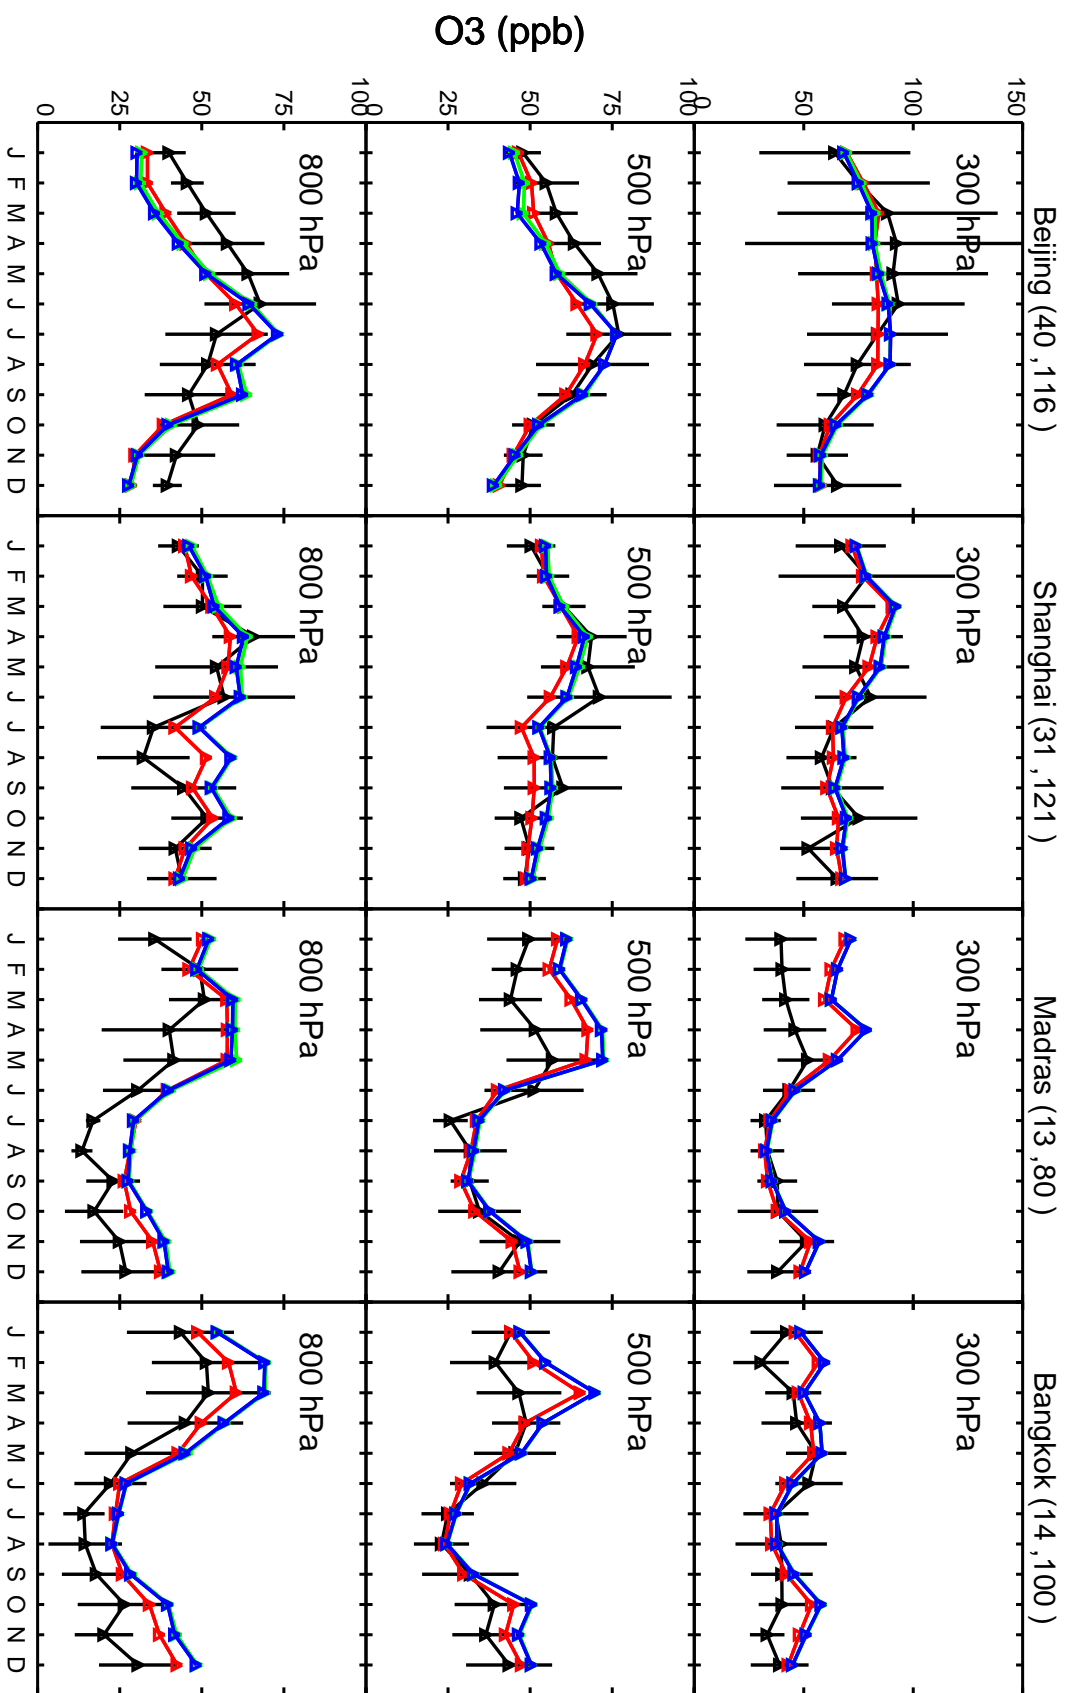 Beijing (40 ,116 ) Shanghai (31 ,121 ) Madras (13 ,80 ) Bangkok (14 ,100 )
O3 (ppb)
150
300 hPa 300 hPa 300 hPa 300 hPa
100
50
0
100
500 hPa 500 hPa 500 hPa 500 hPa
75
50
25
0
100
800 hPa 800 hPa 800 hPa 800 hPa
75
50
25
0
J F M A M J J A S O N D J F M A M J J A S O N D J F M A M J J A S O N D J F M A M J J A S O N D